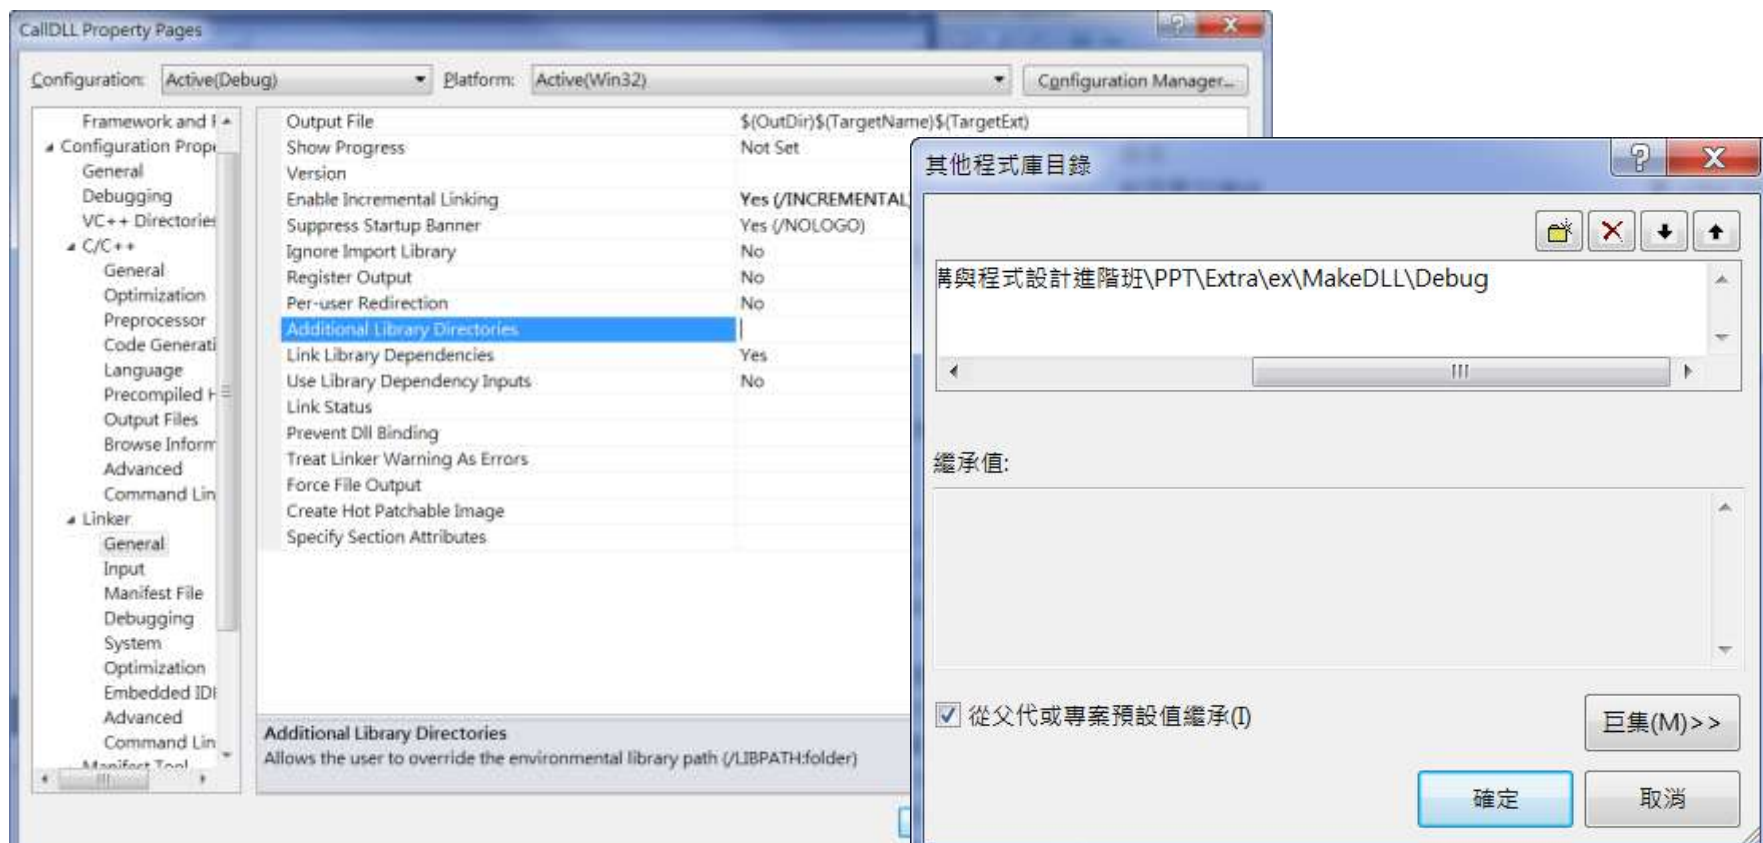 CallDLL Property Pages
Configuration: Active(Debug) Platform: Active(Win32) Configuration Manager...
Framework and
Configuration Prope
General
Debugging
VC++ Directories
C/C++
General
Optimization
Preprocessor
Code Generati
Language
Precompiled H
Output Files
Browse Inform
Advanced
Command Lin
Linker
General
Input
Manifest File
Debugging
System
Optimization
Embedded IDI
Advanced
Command Lin
Manifest Tool
Output File $(OutDir)$(TargetName)$(TargetExt)
Show Progress Not Set
Version
Enable Incremental Linking Yes (/INCREMENTAL)
Suppress Startup Banner Yes (/NOLOGO)
Ignore Import Library No
Register Output No
Per-user Redirection No
Additional Library Directories
Link Library Dependencies Yes
Use Library Dependency Inputs No
Link Status
Prevent Dll Binding
Treat Linker Warning As Errors
Force File Output
Create Hot Patchable Image
Specify Section Attributes
Additional Library Directories
Allows the user to override the environmental library path (/LIBPATH:folder)
其他程式庫目錄
與程式設計進階班\PPT\Extra\ex\MakeDLL\Debug
繼承值:
從父代或專案預設值繼承(I)
巨集(M)>>
確定 取消